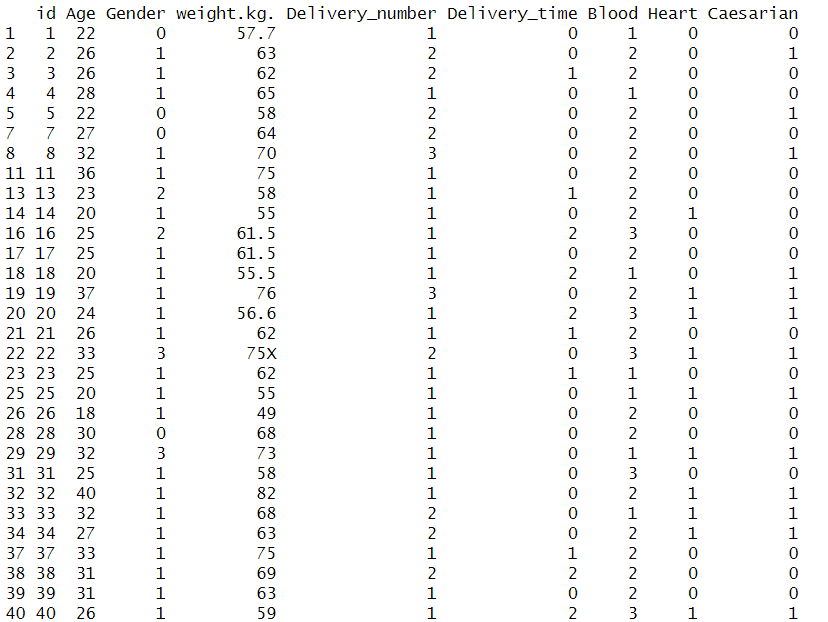 id Age Gender weight.kg. Delivery_number Delivery_time Blood Heart Caesarian
1 1 22 0 57.7 1 0 1 0 0
2 2 26 1 63 2 0 2 0 1
3 3 26 1 62 2 1 2 0 0
4 4 28 1 65 1 0 1 0 0
5 5 22 0 58 2 0 2 0 1
7 7 27 0 64 2 0 2 0 0
8 8 32 1 70 3 0 2 0 1
11 11 36 1 75 1 0 2 0 0
13 13 23 2 58 1 1 2 0 0
14 14 20 1 55 1 0 2 1 0
16 16 25 2 61.5 1 2 3 0 0
17 17 25 1 61.5 1 0 2 0 0
18 18 20 1 55.5 1 2 1 0 1
19 19 37 1 76 3 0 2 1 1
20 20 24 1 56.6 1 2 3 1 1
21 21 26 1 62 1 1 2 0 0
22 22 33 3 75X 2 0 3 1 1
23 23 25 1 62 1 1 1 0 0
25 25 20 1 55 1 0 1 1 1
26 26 18 1 49 1 0 2 0 0
28 28 30 0 68 1 0 2 0 0
29 29 32 3 73 1 0 1 1 1
31 31 25 1 58 1 0 3 0 0
32 32 40 1 82 1 0 2 1 1
33 33 32 1 68 2 0 1 1 1
34 34 27 1 63 2 0 2 1 1
37 37 33 1 75 1 1 2 0 0
38 38 31 1 69 2 2 2 0 0
39 39 31 1 63 1 0 2 0 0
40 40 26 1 59 1 2 3 1 1